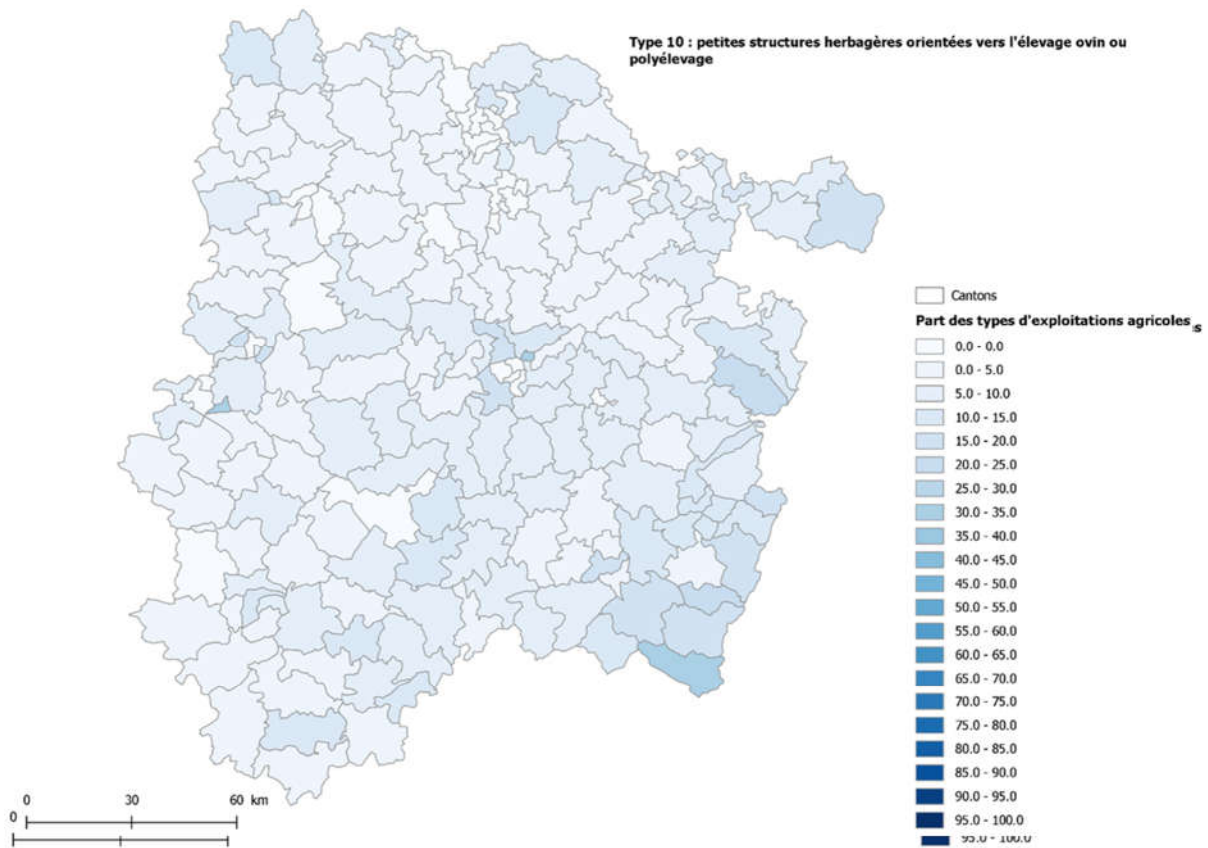 Type 10 : petites structures herbagères orientées vers l'élevage ovin ou
polyélevage
Cantons
Part des types d'exploitations agricoles
s
0.0 - 0.0
0.0 - 5.0
5.0 - 10.0
10.0 - 15.0
15.0 - 20.0
20.0 - 25.0
25.0 - 30.0
30.0 - 35.0
35.0 - 40.0
40.0 - 45.0
45.0 - 50.0
50.0 - 55.0
55.0 - 60.0
60.0 - 65.0
65.0 - 70.0
70.0 - 75.0
75.0 - 80.0
80.0 - 85.0
85.0 - 90.0
90.0 - 95.0
95.0 - 100.0
95.0 - 100.0
0 30 60 km
0